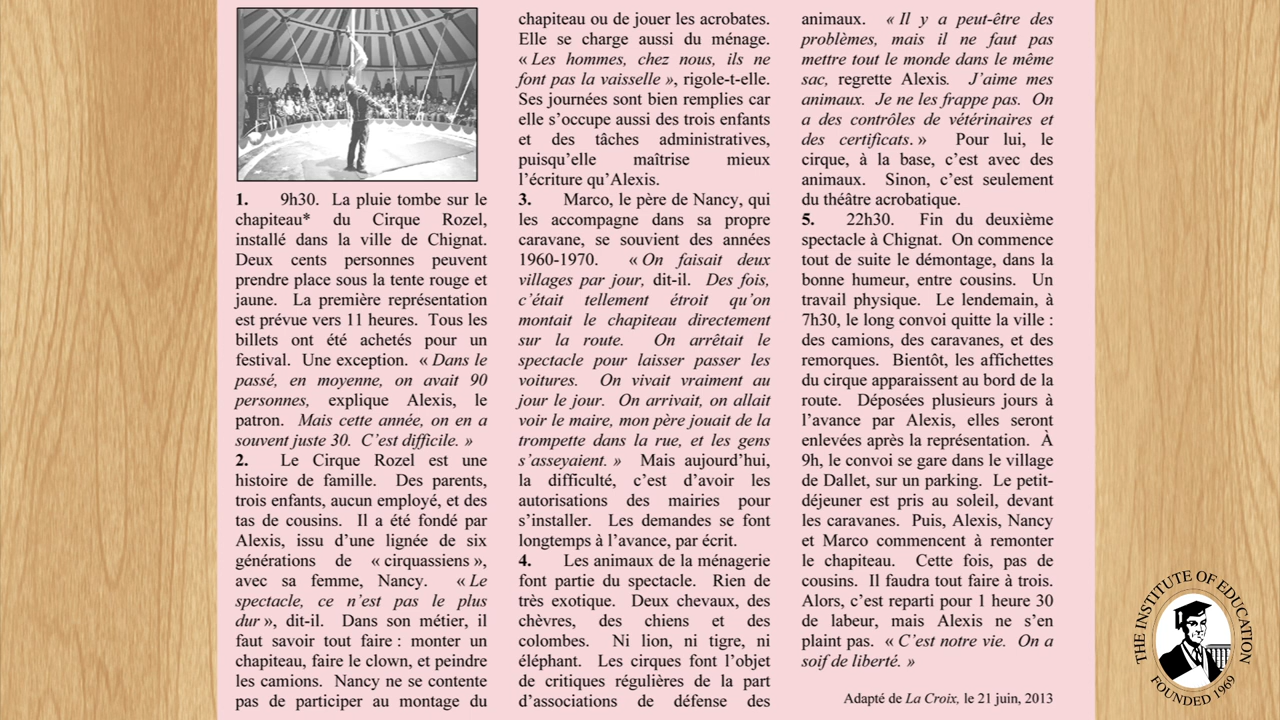 1. 9h30. La pluie tombe sur le
chapiteau* du Cirque Rozel,
installé dans la ville de Chignat.
Deux cents personnes peuvent
prendre place sous la tente rouge et
jaune. La première représentation
est prévue vers 11 heures. Tous les
billets ont été achetés pour un
festival. Une exception. « Dans le
passé, en moyenne, on avait 90
personnes, explique Alexis, le
patron. Mais cette année, on en a
souvent juste 30. C’est difficile. »
2. Le Cirque Rozel est une
histoire de famille. Des parents,
trois enfants, aucun employé, et des
tas de cousins. Il a été fondé par
Alexis, issu d’une lignée de six
générations de « cirquassiens »,
avec sa femme, Nancy. « Le
spectacle, ce n’est pas le plus
dur », dit-il. Dans son métier, il
faut savoir tout faire : monter un
chapiteau, faire le clown, et peindre
les camions. Nancy ne se contente
pas de participer au montage du
chapiteau ou de jouer les acrobates.
Elle se charge aussi du ménage.
« Les hommes, chez nous, ils ne
font pas la vaisselle », rigole-t-elle.
Ses journées sont bien remplies car
elle s’occupe aussi des trois enfants
et des tâches administratives,
puisqu’elle maîtrise mieux
l’écriture qu’Alexis.
3. Marco, le père de Nancy, qui
les accompagne dans sa propre
caravane, se souvient des années
1960-1970. « On faisait deux
villages par jour, dit-il. Des fois,
c’était tellement étroit qu’on
montait le chapiteau directement
sur la route. On arrêtait le
spectacle pour laisser passer les
voitures. On vivait vraiment au
jour le jour. On arrivait, on allait
voir le maire, mon père jouait de la
trompette dans la rue, et les gens
s’asseyaient. » Mais aujourd’hui,
la difficulté, c’est d’avoir les
autorisations des mairies pour
s’installer. Les demandes se font
longtemps à l’avance, par écrit.
4. Les animaux de la ménagerie
font partie du spectacle. Rien de
très exotique. Deux chevaux, des
chèvres, des chiens et des
colombes. Ni lion, ni tigre, ni
éléphant. Les cirques font l’objet
de critiques régulières de la part
d’associations de défense des
animaux. « Il y a peut-être des
problèmes, mais il ne faut pas
mettre tout le monde dans le même
sac, regrette Alexis. J’aime mes
animaux. Je ne les frappe pas. On
a des contrôles de vétérinaires et
des certificats. » Pour lui, le
cirque, à la base, c’est avec des
animaux. Sinon, c’est seulement
du théâtre acrobatique.
5. 22h30. Fin du deuxième
spectacle à Chignat. On commence
tout de suite le démontage, dans la
bonne humeur, entre cousins. Un
travail physique. Le lendemain, à
7h30, le long convoi quitte la ville :
des camions, des caravanes, et des
remorques. Bientôt, les affichettes
du cirque apparaissent au bord de la
route. Déposées plusieurs jours à
l’avance par Alexis, elles seront
enlevées après la représentation. À
9h, le convoi se gare dans le village
de Dallet, sur un parking. Le petit-
déjeuner est pris au soleil, devant
les caravanes. Puis, Alexis, Nancy
et Marco commencent à remonter
le chapiteau. Cette fois, pas de
cousins. Il faudra tout faire à trois.
Alors, c’est reparti pour 1 heure 30
de labeur, mais Alexis ne s’en
plaint pas. « C’est notre vie. On a
soif de liberté. »
Adapté de La Croix, le 21 juin, 2013
THE INSTITUTE OF EDUCATION
FOUNDED 1969